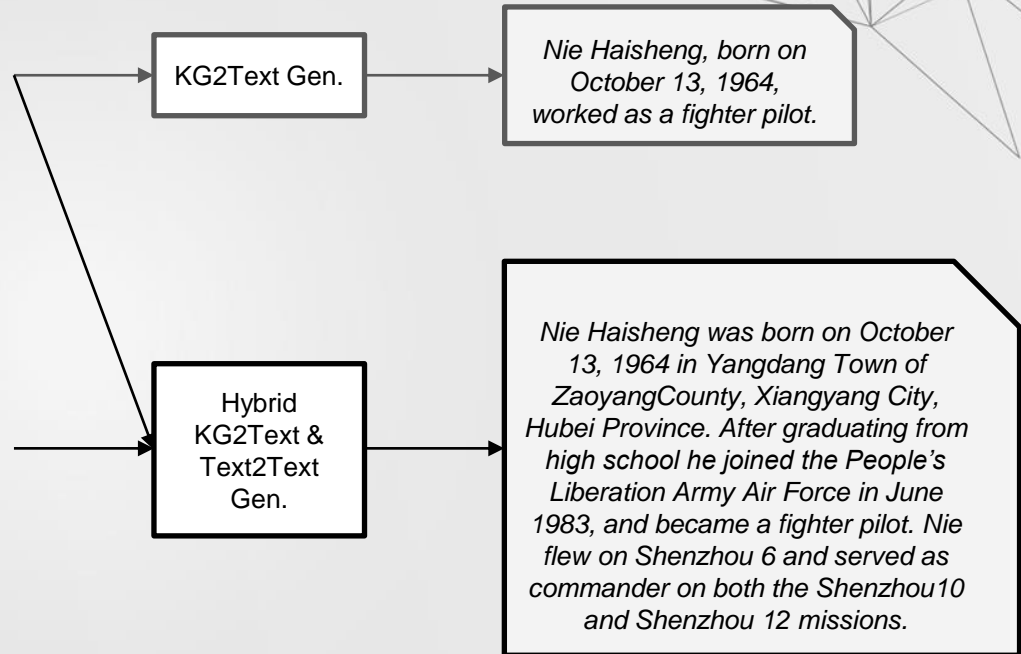 KG2Text Gen.
Nie Haisheng, born on
October 13, 1964,
worked as a fighter pilot.
Hybrid
KG2Text &
Text2Text
Gen.
Nie Haisheng was born on October
13, 1964 in Yangdang Town of
ZaoyangCounty, Xiangyang City,
Hubei Province. After graduating from
high school he joined the People’s
Liberation Army Air Force in June
1983, and became a fighter pilot. Nie
flew on Shenzhou 6 and served as
commander on both the Shenzhou10
and Shenzhou 12 missions.